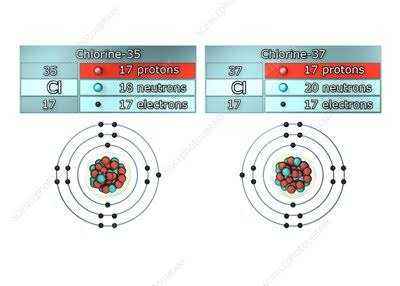 Chlorine-35
35 17 protons
Cl 18 neutrons
17 17 electrons
Chlorine-37
37 17 protons
Cl 20 neutrons
17 17 electrons